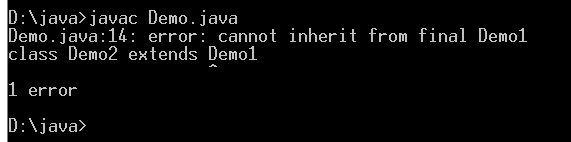 D:\java>javac Demo.java
Demo.java:14: error: cannot inherit from final Demo1
class Demo2 extends Demo1
^
1 error
D:\java>